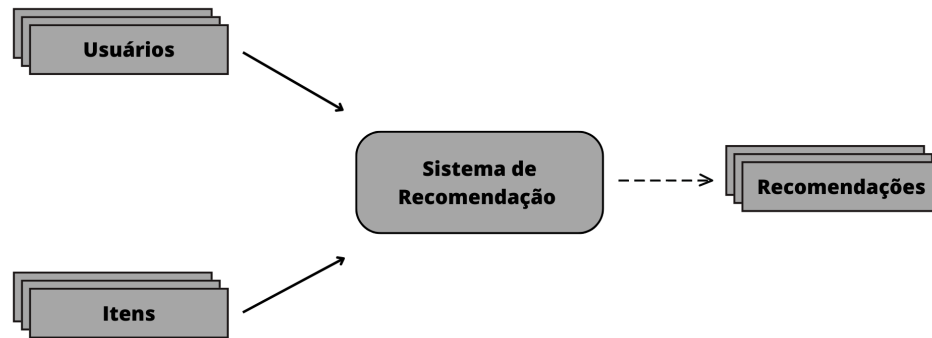 Usuários
Sistema de
Recomendação
Recomendações
Itens